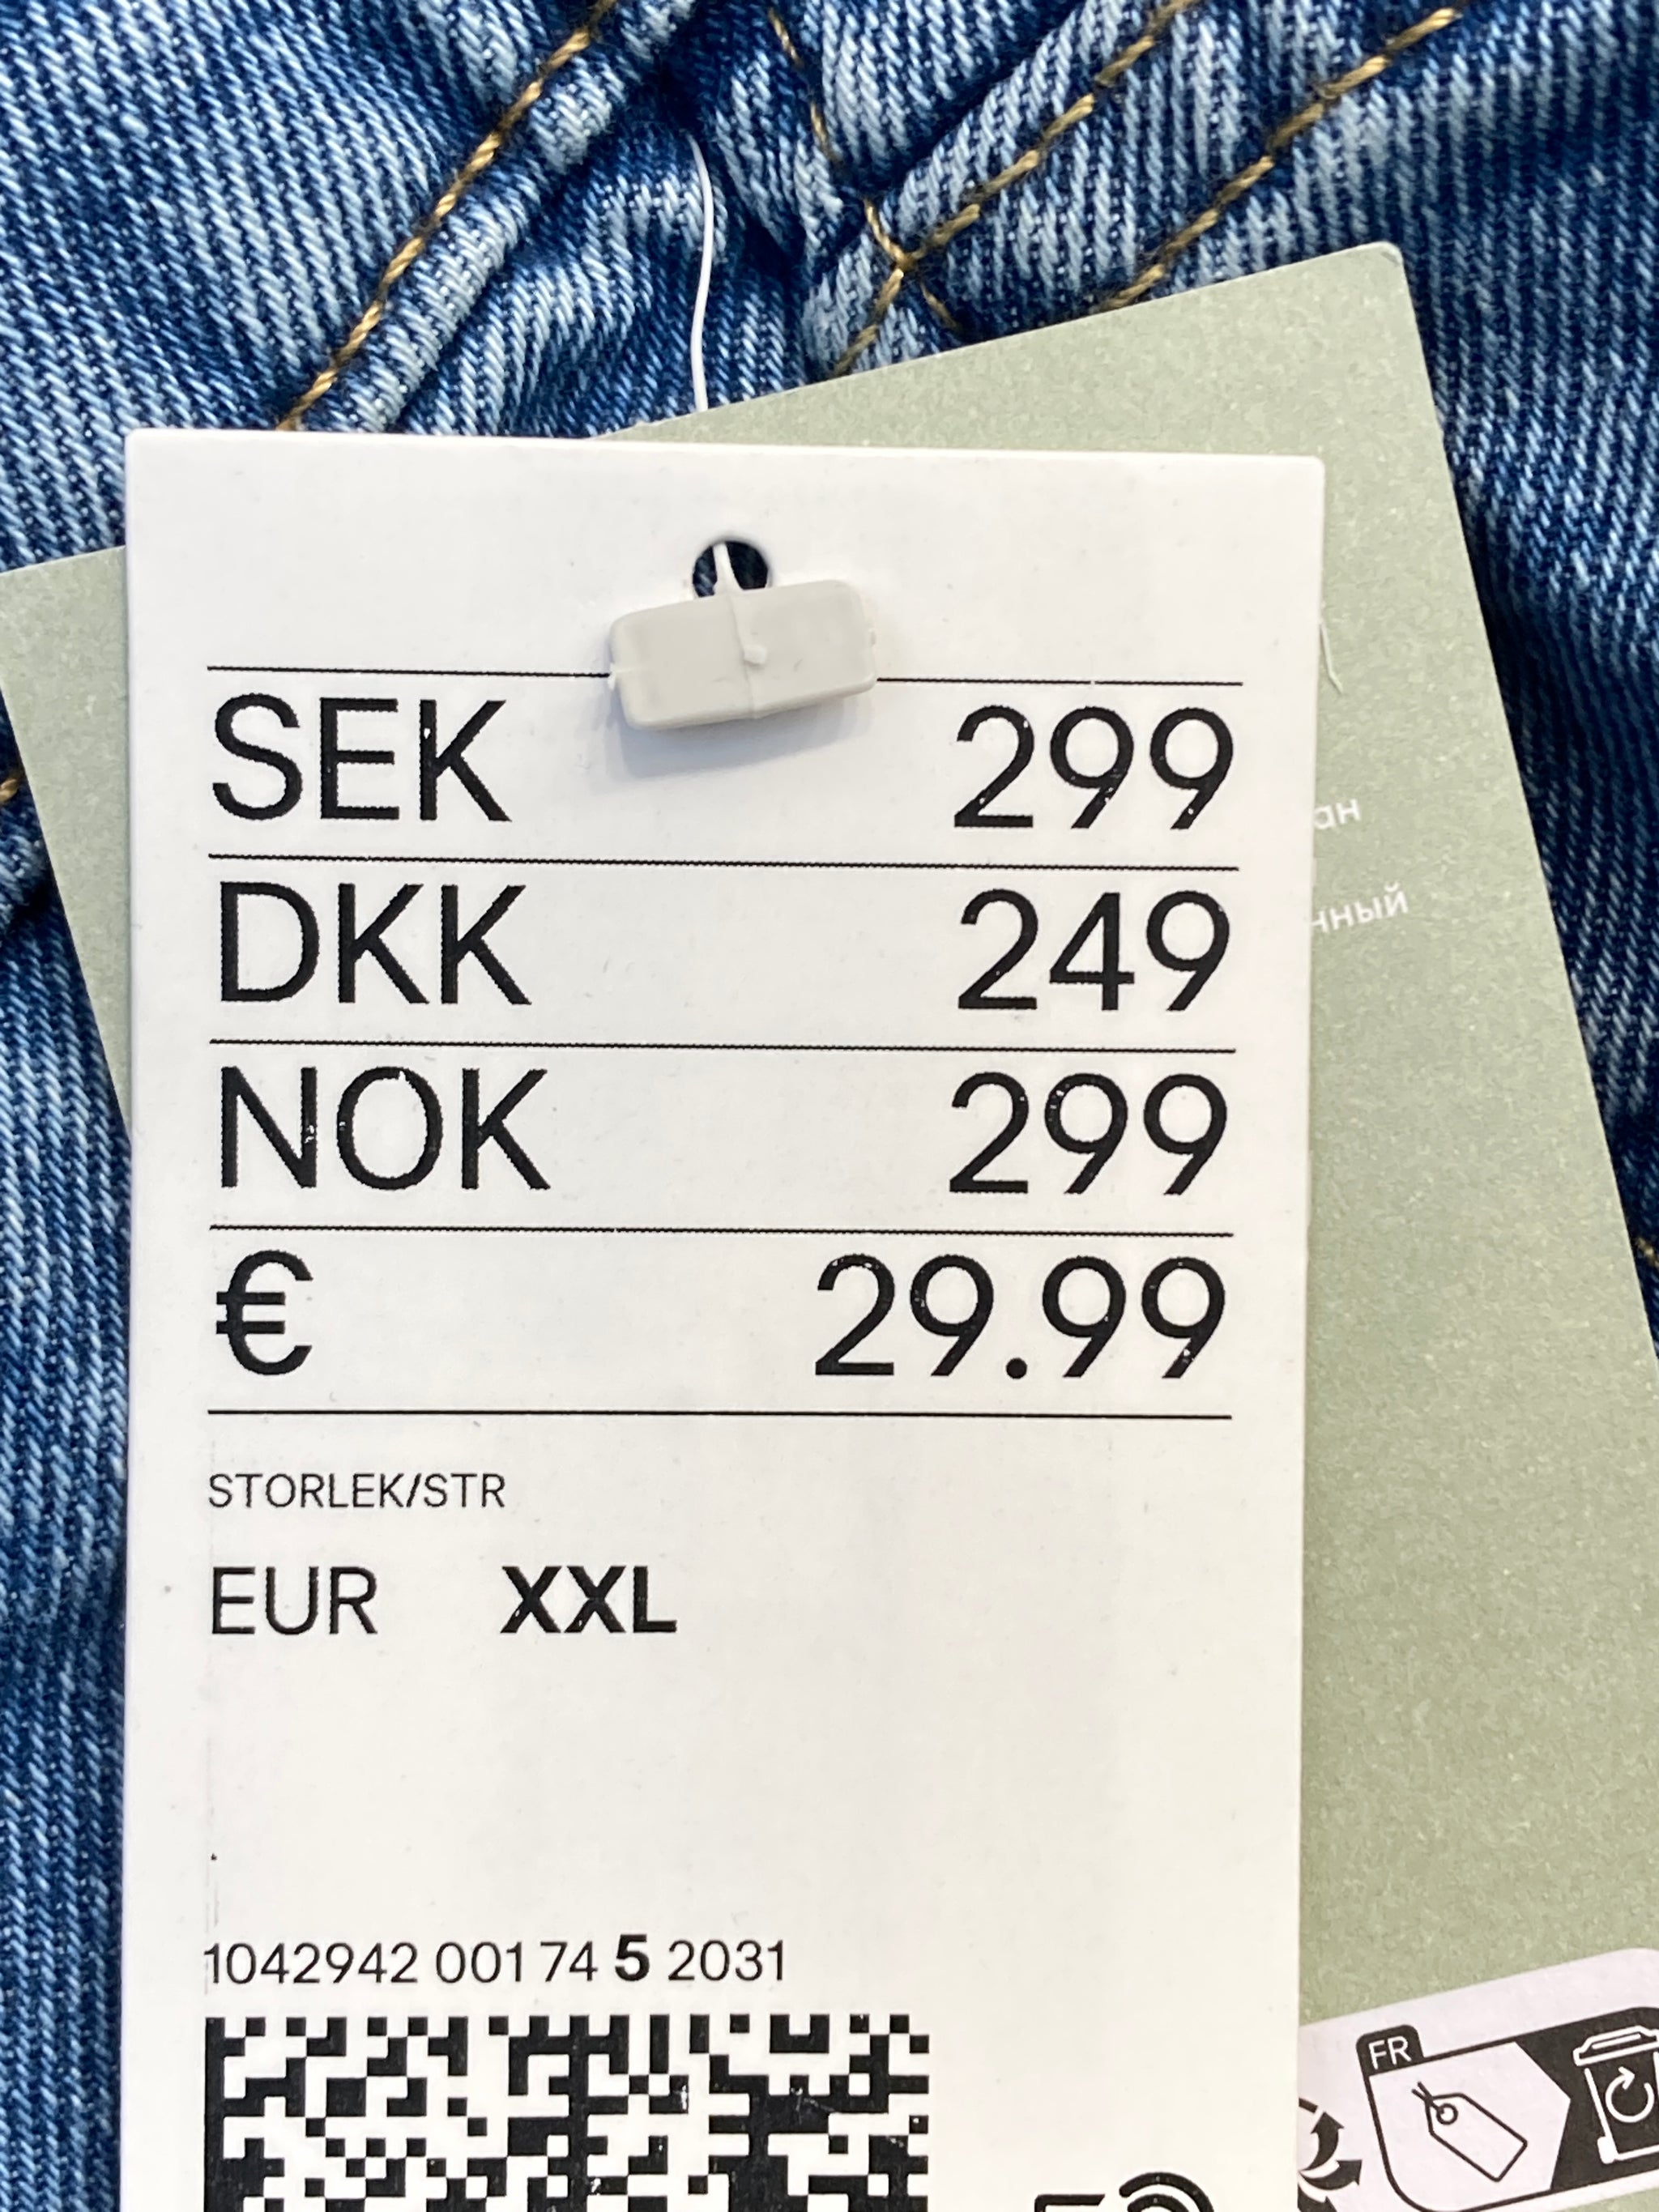 SEK 299
DKK 249
NOK 299
€ 29.99
STORLEK/STR
EUR XXL
1042942 001 74 5 2031
FR